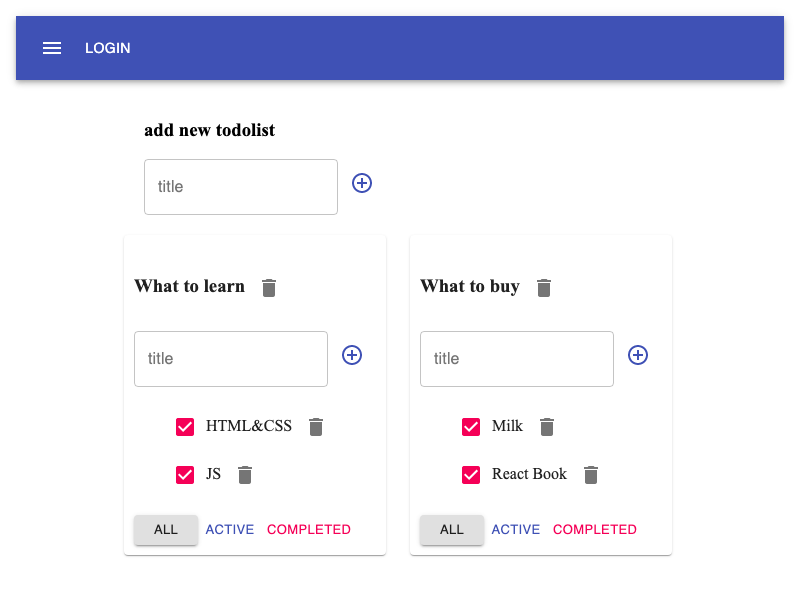 LOGIN
add new todolist
title
What to learn
title
HTML&CSS
JS
ALL ACTIVE COMPLETED
What to buy
title
Milk
React Book
ALL ACTIVE COMPLETED